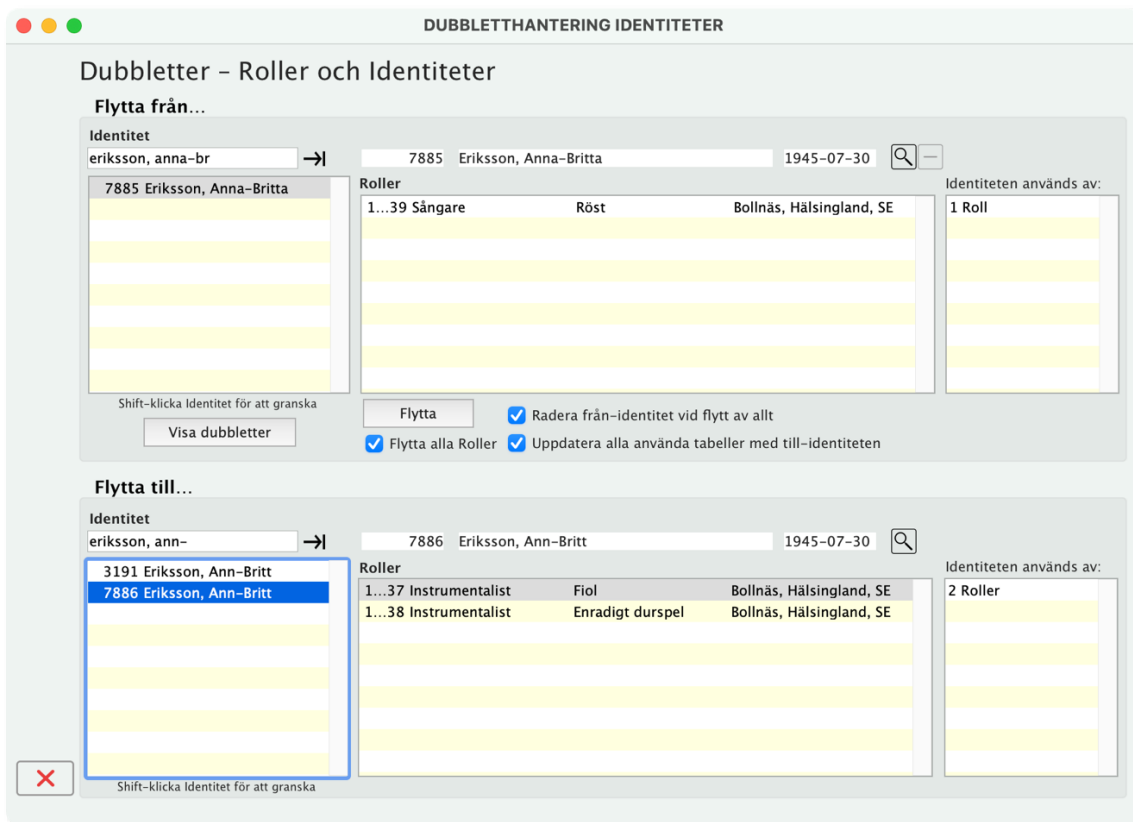 DUBBLETTHANTERING IDENTITETER
Dubbletter – Roller och Identiteter
Flytta från...
Identitet
eriksson, anna-br 7885 Eriksson, Anna-Britta 1945-07-30
Roller Identiteten används av:
7885 Eriksson, Anna-Britta
1...39 Sångare Röst Bollnäs, Hälsingland, SE 1 Roll
Shift-klicka Identitet för att granska
Visa dubbletter
Flytta Radera från-identitet vid flytt av allt
Flytta alla Roller Uppdatera alla använda tabeller med till-identiteten
Flytta till...
Identitet
eriksson, ann- 7886 Eriksson, Ann-Britt 1945-07-30
Roller Identiteten används av:
3191 Eriksson, Ann-Britt
7886 Eriksson, Ann-Britt
1...37 Instrumentalist Fiol Bollnäs, Hälsingland, SE 2 Roller
1...38 Instrumentalist Enradigt durspel Bollnäs, Hälsingland, SE
Shift-klicka Identitet för att granska